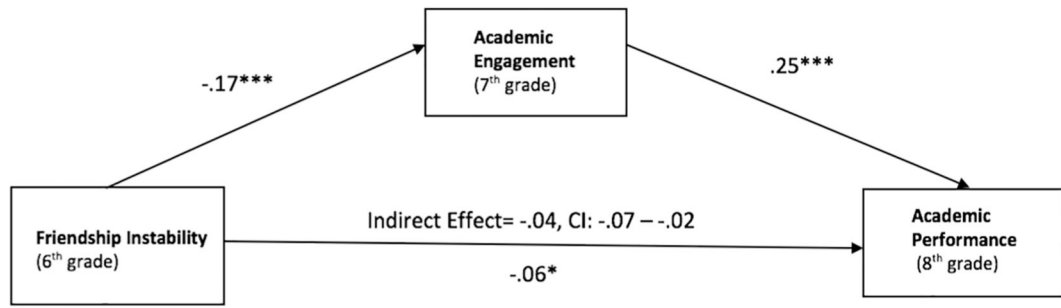 Academic
Engagement
(7th grade)
-.17***
.25***
Friendship Instability
(6th grade)
Indirect Effect= -.04, CI: -.07 – -.02
-.06*
Academic
Performance
(8th grade)